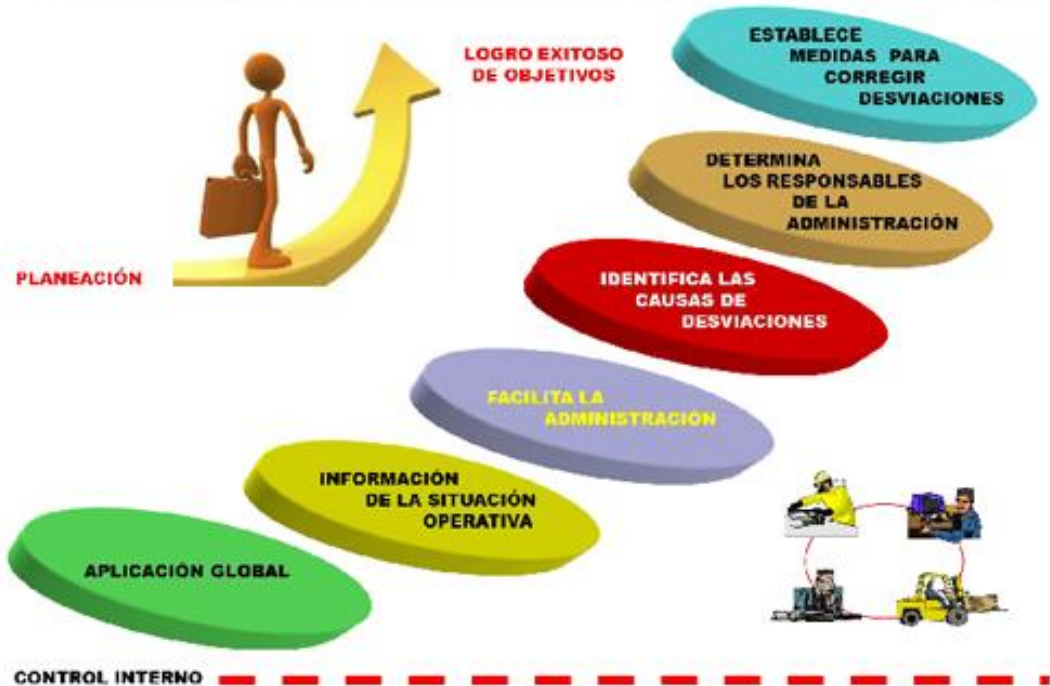 LOGRO EXITOSO
DE OBJETIVOS
ESTABLECE
MEDIDAS PARA
CORREGIR
DESVIACIONES
DETERMINA
LOS RESPONSABLES
DE LA
ADMINISTRACIÓN
PLANEACIÓN
IDENTIFICA LAS
CAUSAS DE
DESVIACIONES
FACILITA LA
ADMINISTRACIÓN
INFORMACIÓN
DE LA SITUACIÓN
OPERATIVA
APLICACIÓN GLOBAL
CONTROL INTERNO